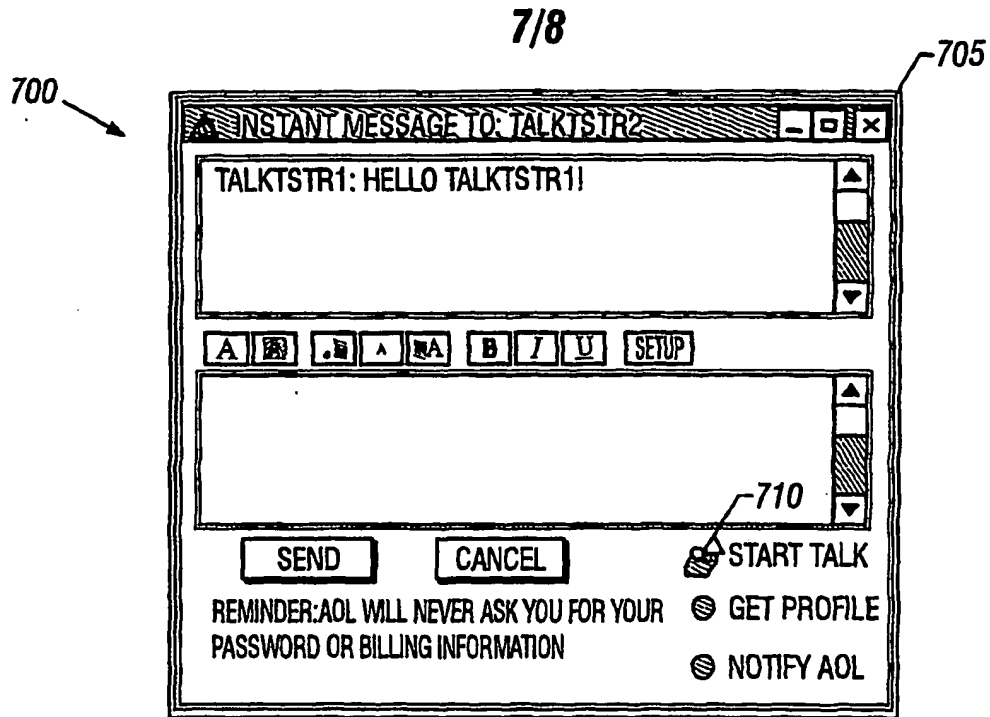 7/8
700
705
INSTANT MESSAGE TO: TALKTSTR2
TALKTSTR1: HELLO TALKTSTR1!
A A A A B I U SETUP
710
SEND CANCEL START TALK
REMINDER:AOL WILL NEVER ASK YOU FOR YOUR GET PROFILE
PASSWORD OR BILLING INFORMATION
NOTIFY AOL